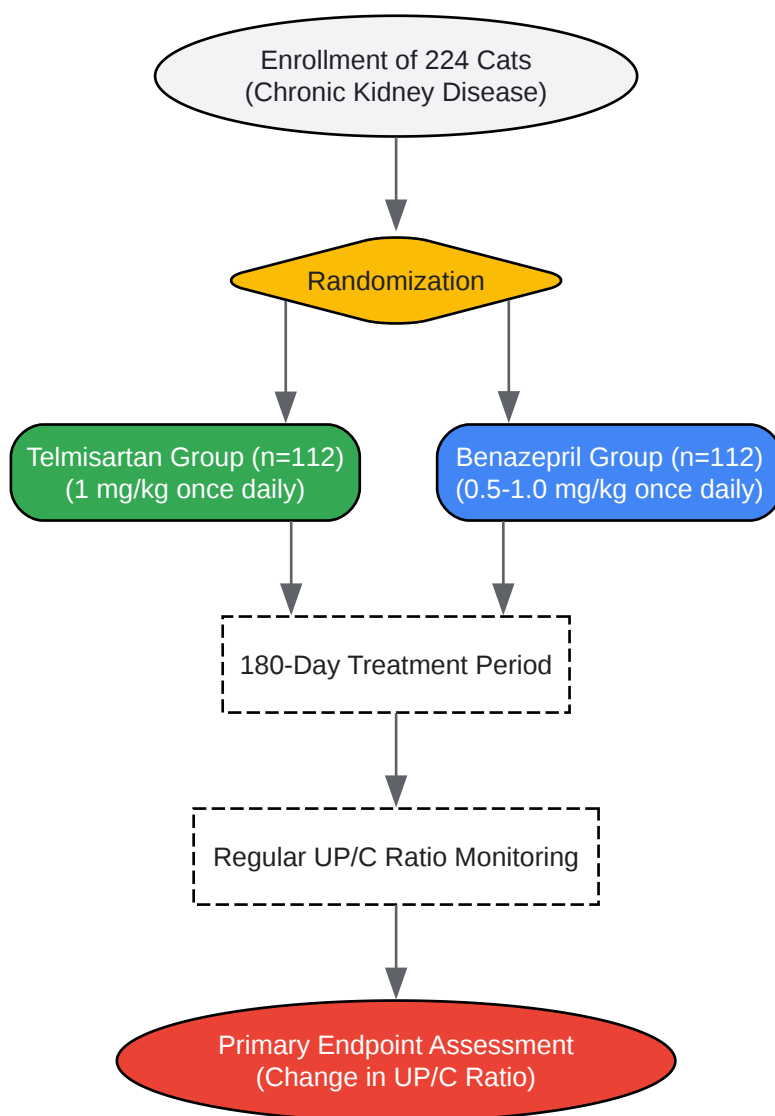 Enrollment of 224 Cats
(Chronic Kidney Disease)
Randomization
Telmisartan Group (n=112)
(1 mg/kg once daily)
Benazepril Group (n=112)
(0.5-1.0 mg/kg once daily)
180-Day Treatment Period
Regular UP/C Ratio Monitoring
Primary Endpoint Assessment
(Change in UP/C Ratio)